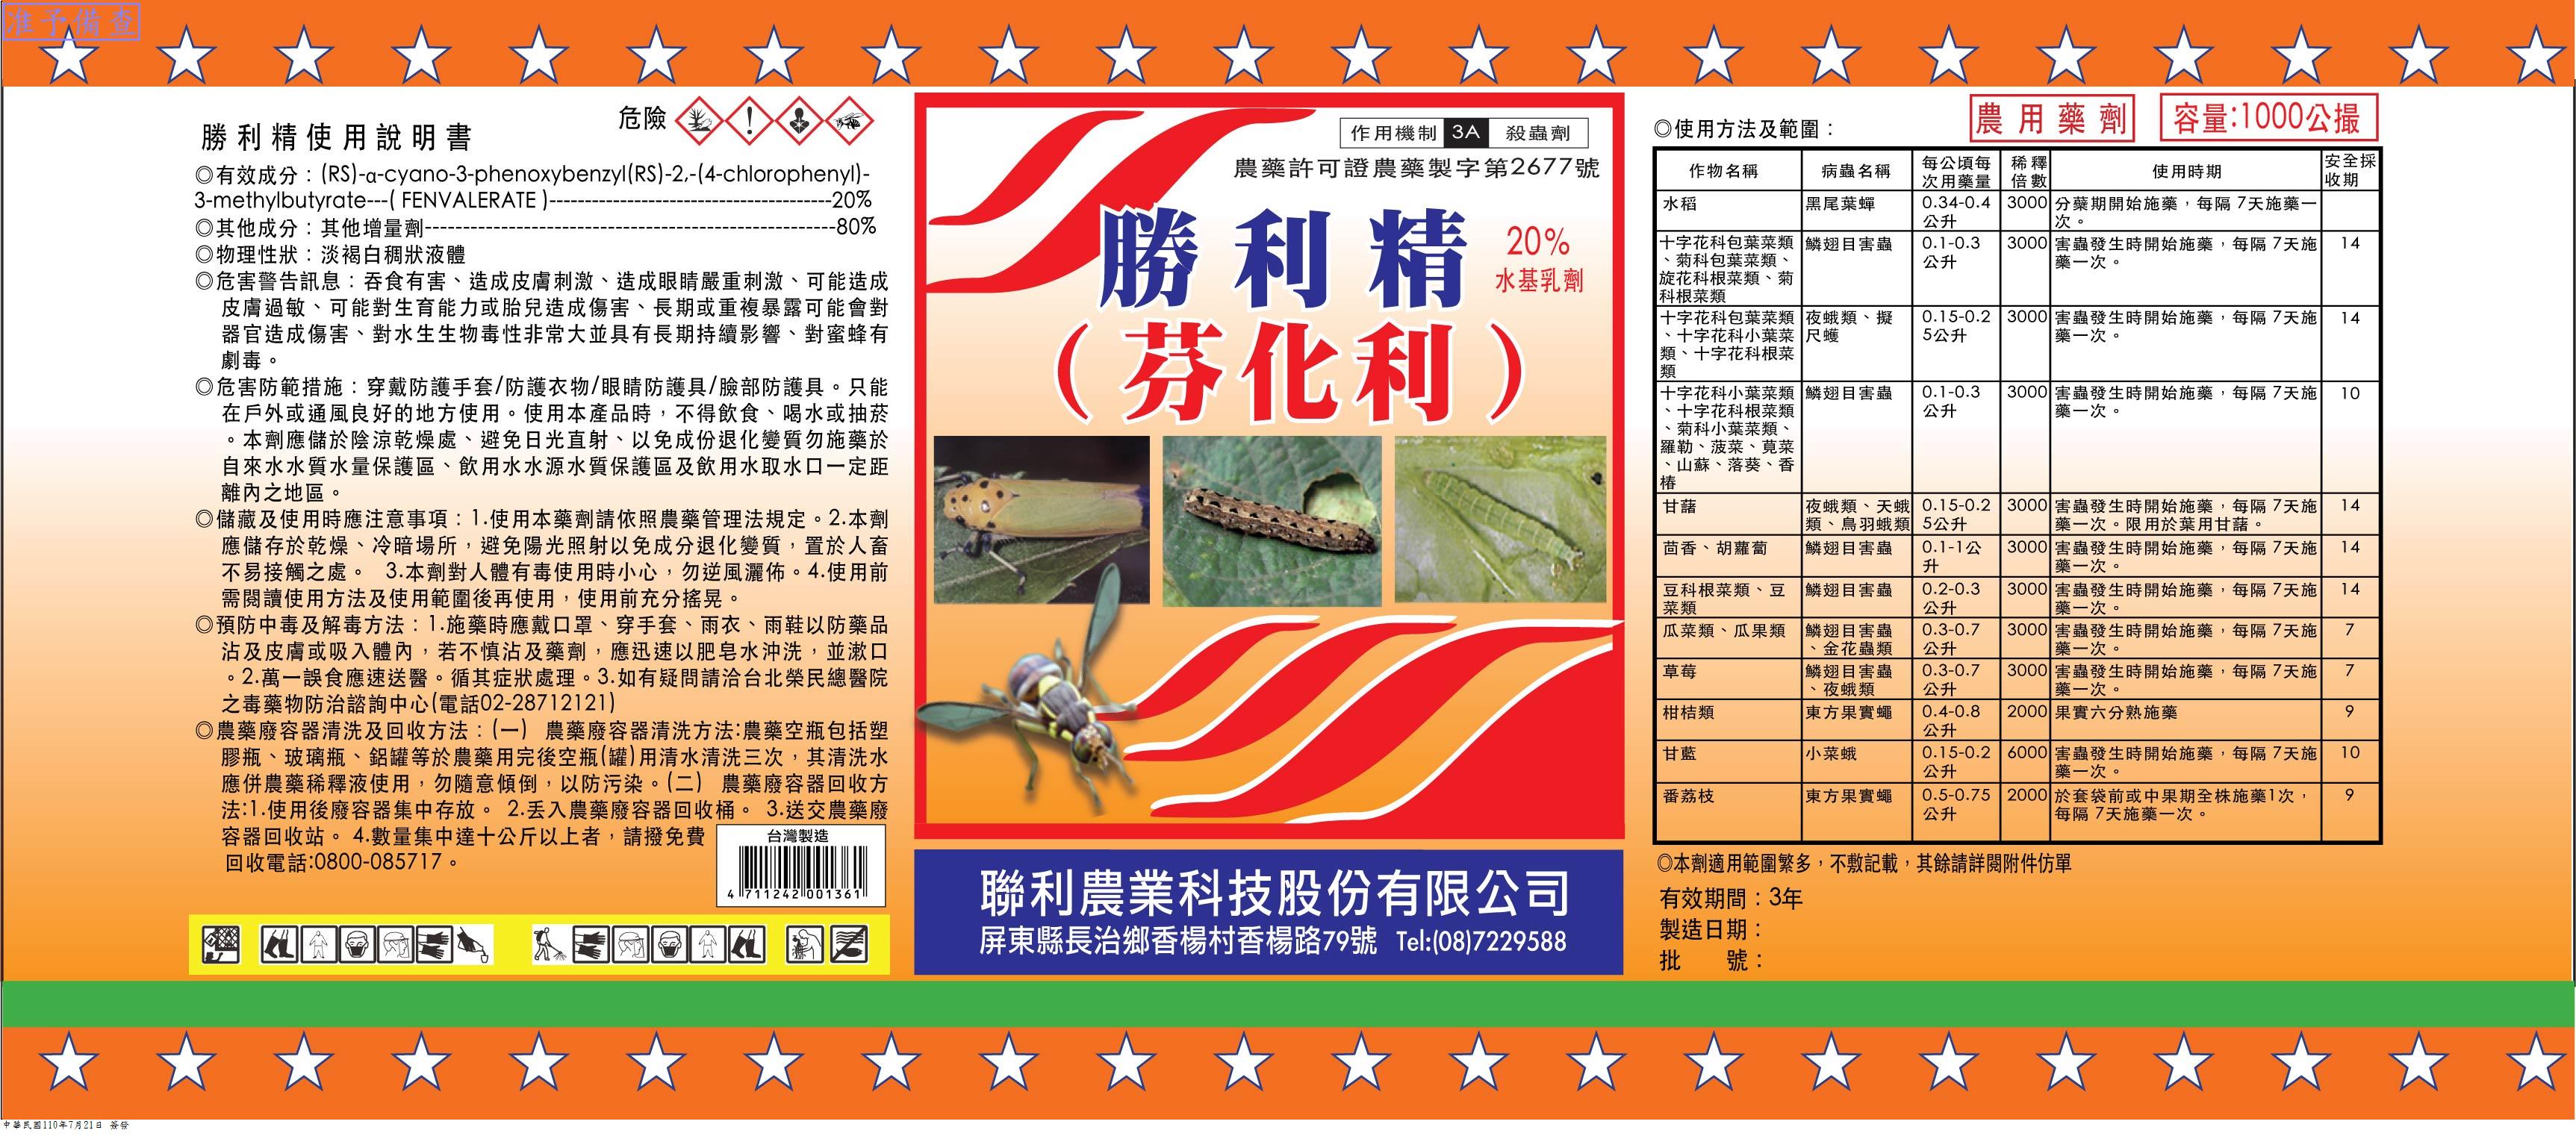 准予備查
勝利精使用說明書
危險
◎有效成分：(RS)-α-cyano-3-phenoxybenzyl(RS)-2,-(4-chlorophenyl)-
3-methylbutyrate---( FENVALERATE )----------------------------------------20%
◎其他成分：其他增量劑------------------------------------------------------80%
◎物理性狀：淡褐白稠狀液體
◎危害警告訊息：吞食有害、造成皮膚刺激、造成眼睛嚴重刺激、可能造成
皮膚過敏、可能對生育能力或胎兒造成傷害、長期或重複暴露可能會對
器官造成傷害、對水生生物毒性非常大並具有長期持續影響、對蜜蜂有
劇毒。
◎危害防範措施：穿戴防護手套/防護衣物/眼睛防護具/臉部防護具。只能
在戶外或通風良好的地方使用。使用本產品時，不得飲食、喝水或抽菸
。本劑應儲於陰涼乾燥處、避免日光直射、以免成份退化變質勿施藥於
自來水水質水量保護區、飲用水水源水質保護區及飲用水取水口一定距
離內之地區。
◎儲藏及使用時應注意事項：1.使用本藥劑請依照農藥管理法規定。2.本劑
應儲存於乾燥、冷暗場所，避免陽光照射以免成分退化變質，置於人畜
不易接觸之處。 3.本劑對人體有毒使用時小心，勿逆風灑佈。4.使用前
需閱讀使用方法及使用範圍後再使用，使用前充分搖晃。
◎預防中毒及解毒方法：1.施藥時應戴口罩、穿手套、雨衣、雨鞋以防藥品
沾及皮膚或吸入體內，若不慎沾及藥劑，應迅速以肥皂水沖洗，並漱口
。2.萬一誤食應速送醫。循其症狀處理。3.如有疑問請洽台北榮民總醫院
之毒藥物防治諮詢中心(電話02-28712121)
◎農藥廢容器清洗及回收方法：(一) 農藥廢容器清洗方法:農藥空瓶包括塑
膠瓶、玻璃瓶、鋁罐等於農藥用完後空瓶(罐)用清水清洗三次，其清洗水
應併農藥稀釋液使用，勿隨意傾倒，以防污染。(二) 農藥廢容器回收方
法:1.使用後廢容器集中存放。 2.丟入農藥廢容器回收桶。 3.送交農藥廢
容器回收站。 4.數量集中達十公斤以上者，請撥免費
回收電話:0800-085717。
台灣製造
4 711242 001361
作用機制 3A 殺蟲劑
農藥許可證農藥製字第2677號
勝利精
20%
水基乳劑
(芬化利)
聯利農業科技股份有限公司
屏東縣長治鄉香楊村香楊路79號 Tel:(08)7229588
◎使用方法及範圍：
農用藥劑
容量:1000公撮
作物名稱 病蟲名稱 每公頃每次用藥量 稀釋倍數 使用時期 安全採收期
水稻 黑尾葉蟬 0.34-0.4公升 3000 分蘗期開始施藥，每隔 7天施藥一次。
十字花科包葉菜類、菊科包葉菜類、旋花科根菜類、菊科根菜類 鱗翅目害蟲 0.1-0.3公升 3000 害蟲發生時開始施藥，每隔 7天施藥一次。 14
十字花科包葉菜類、十字花科小葉菜類、十字花科根菜類 夜蛾類、擬尺蠖 0.15-0.25公升 3000 害蟲發生時開始施藥，每隔 7天施藥一次。 14
十字花科小葉菜類、十字花科根菜類、菊科小葉菜類、羅勒、菠菜、莧菜、山蘇、落葵、香椿 鱗翅目害蟲 0.1-0.3公升 3000 害蟲發生時開始施藥，每隔 7天施藥一次。 10
甘藷 夜蛾類、天蛾類、鳥羽蛾類 0.15-0.25公升 3000 害蟲發生時開始施藥，每隔 7天施藥一次。限用於葉用甘藷。 14
茴香、胡蘿蔔 鱗翅目害蟲 0.1-1公升 3000 害蟲發生時開始施藥，每隔 7天施藥一次。 14
豆科根菜類、豆菜類 鱗翅目害蟲 0.2-0.3公升 3000 害蟲發生時開始施藥，每隔 7天施藥一次。 14
瓜菜類、瓜果類 鱗翅目害蟲、金花蟲類 0.3-0.7公升 3000 害蟲發生時開始施藥，每隔 7天施藥一次。 7
草莓 鱗翅目害蟲、夜蛾類 0.3-0.7公升 3000 害蟲發生時開始施藥，每隔 7天施藥一次。 7
柑桔類 東方果實蠅 0.4-0.8公升 2000 果實六分熟施藥 9
甘藍 小菜蛾 0.15-0.2公升 6000 害蟲發生時開始施藥，每隔 7天施藥一次。 10
番荔枝 東方果實蠅 0.5-0.75公升 2000 於套袋前或中果期全株施藥1次，每隔 7天施藥一次。 9
◎本劑適用範圍繁多，不敷記載，其餘請詳閱附件仿單
有效期間：3年
製造日期：
批　　號：
中華民國110年7月21日 簽發